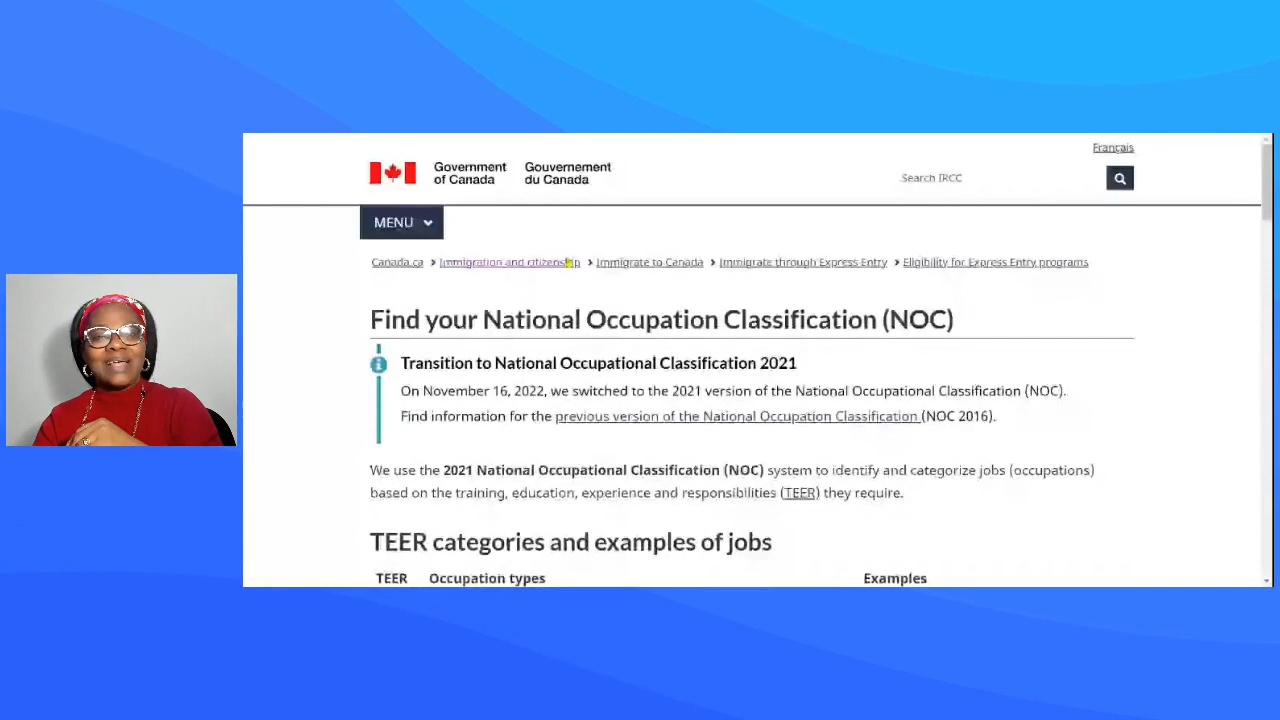 Français
Government of Canada
Gouvernement du Canada
Search IRCC
MENU
Canada.ca > Immigration and citizenship > Immigrate to Canada > Immigrate through Express Entry > Eligibility for Express Entry programs
Find your National Occupation Classification (NOC)
Transition to National Occupational Classification 2021
On November 16, 2022, we switched to the 2021 version of the National Occupational Classification (NOC).
Find information for the previous version of the National Occupation Classification (NOC 2016).
We use the 2021 National Occupational Classification (NOC) system to identify and categorize jobs (occupations)
based on the training, education, experience and responsibilities (TEER) they require.
TEER categories and examples of jobs
TEER Occupation types Examples